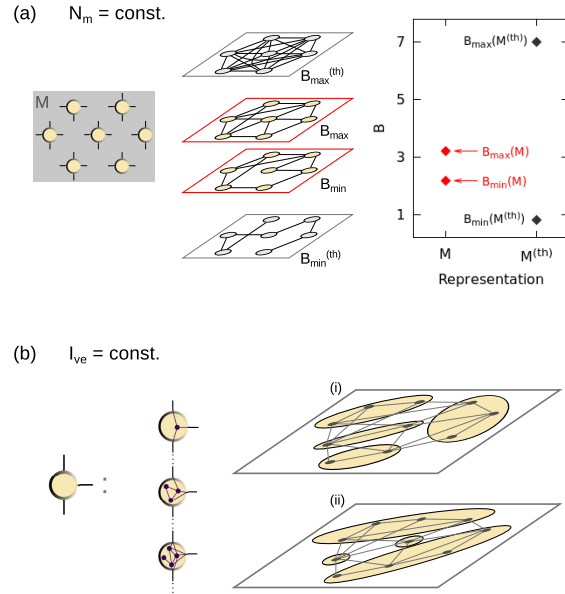 (a) N_m = const.
M
B_max^(th)
B_max
B_min
B_min^(th)
7
5
3
1
B
B_max(M^(th))
B_max(M)
B_min(M)
B_min(M^(th))
M M^(th)
Representation
(b) I_ve = const.
:
(i)
(ii)